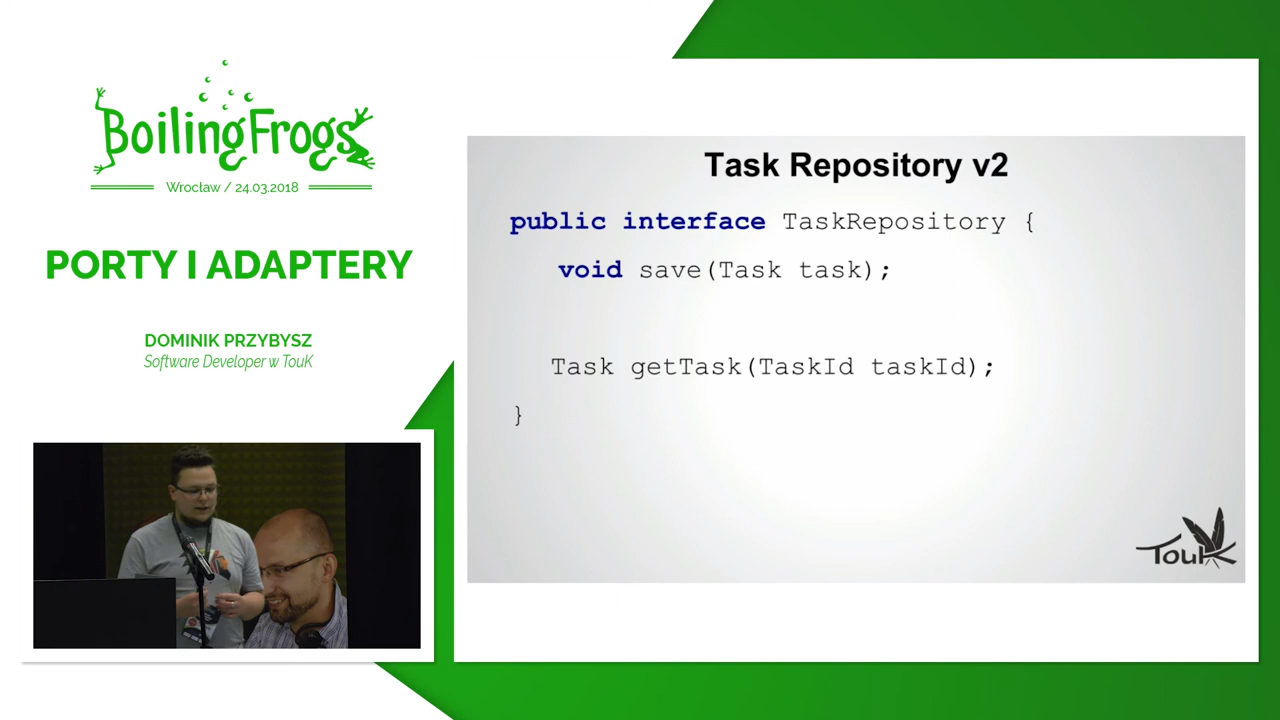 BoilingFrogs
Wrocław / 24.03.2018
PORTY I ADAPTERY
DOMINIK PRZYBYSZ
Software Developer w TouK
Task Repository v2
public interface TaskRepository {
void save(Task task);
Task getTask(TaskId taskId);
}
TouK